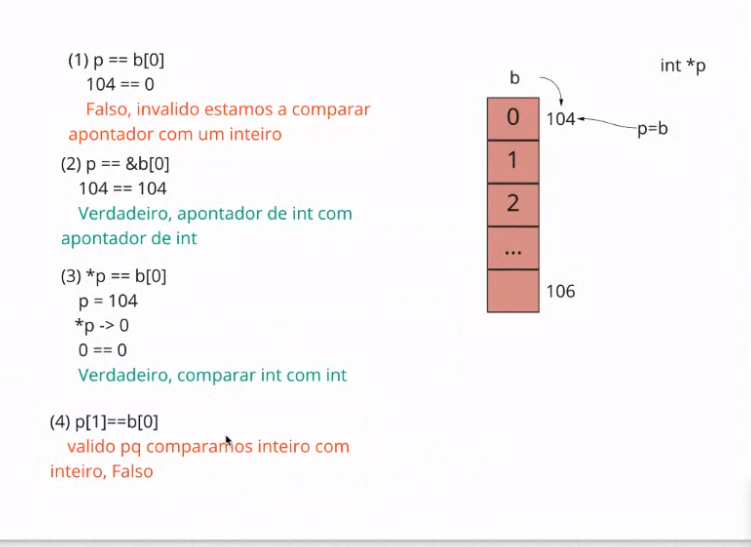 (1) p == b[0]
104 == 0
Falso, invalido estamos a comparar
apontador com um inteiro
(2) p == &b[0]
104 == 104
Verdadeiro, apontador de int com
apontador de int
(3) *p == b[0]
p = 104
*p -> 0
0 == 0
Verdadeiro, comparar int com int
(4) p[1]==b[0]
valido pq comparamos inteiro com
inteiro, Falso
int *p
b
0 104 p=b
1
2
...
106